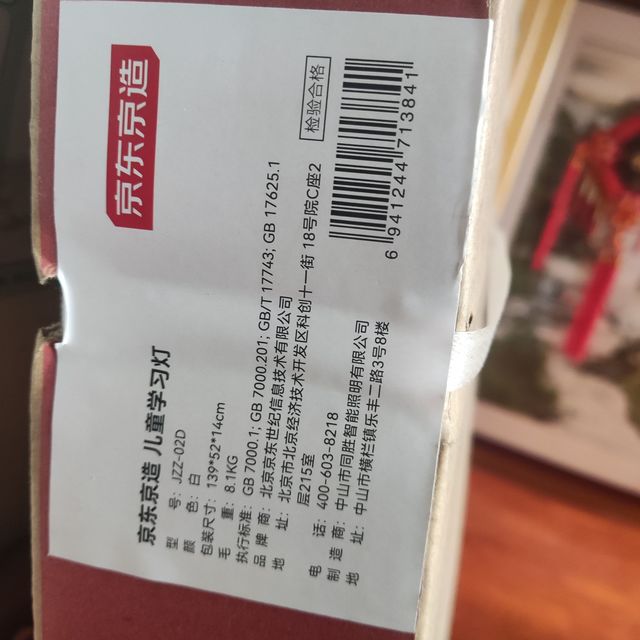 京东京造
京东京造 儿童学习灯
型 号: JZZ-02D
颜 色: 白
包装尺寸: 139*52*14cm
毛 重: 8.1KG
执行标准: GB 7000.1; GB 7000.201; GB/T 17743; GB 17625.1
品 牌 商: 北京京东世纪信息技术有限公司
地 址: 北京市北京经济技术开发区科创十一街 18号院C座2
层215室
电 话: 400-603-8218
制 造 商: 中山市同胜智能照明有限公司
地 址: 中山市横栏镇乐丰二路3号8楼
检验合格
6 941244 713841